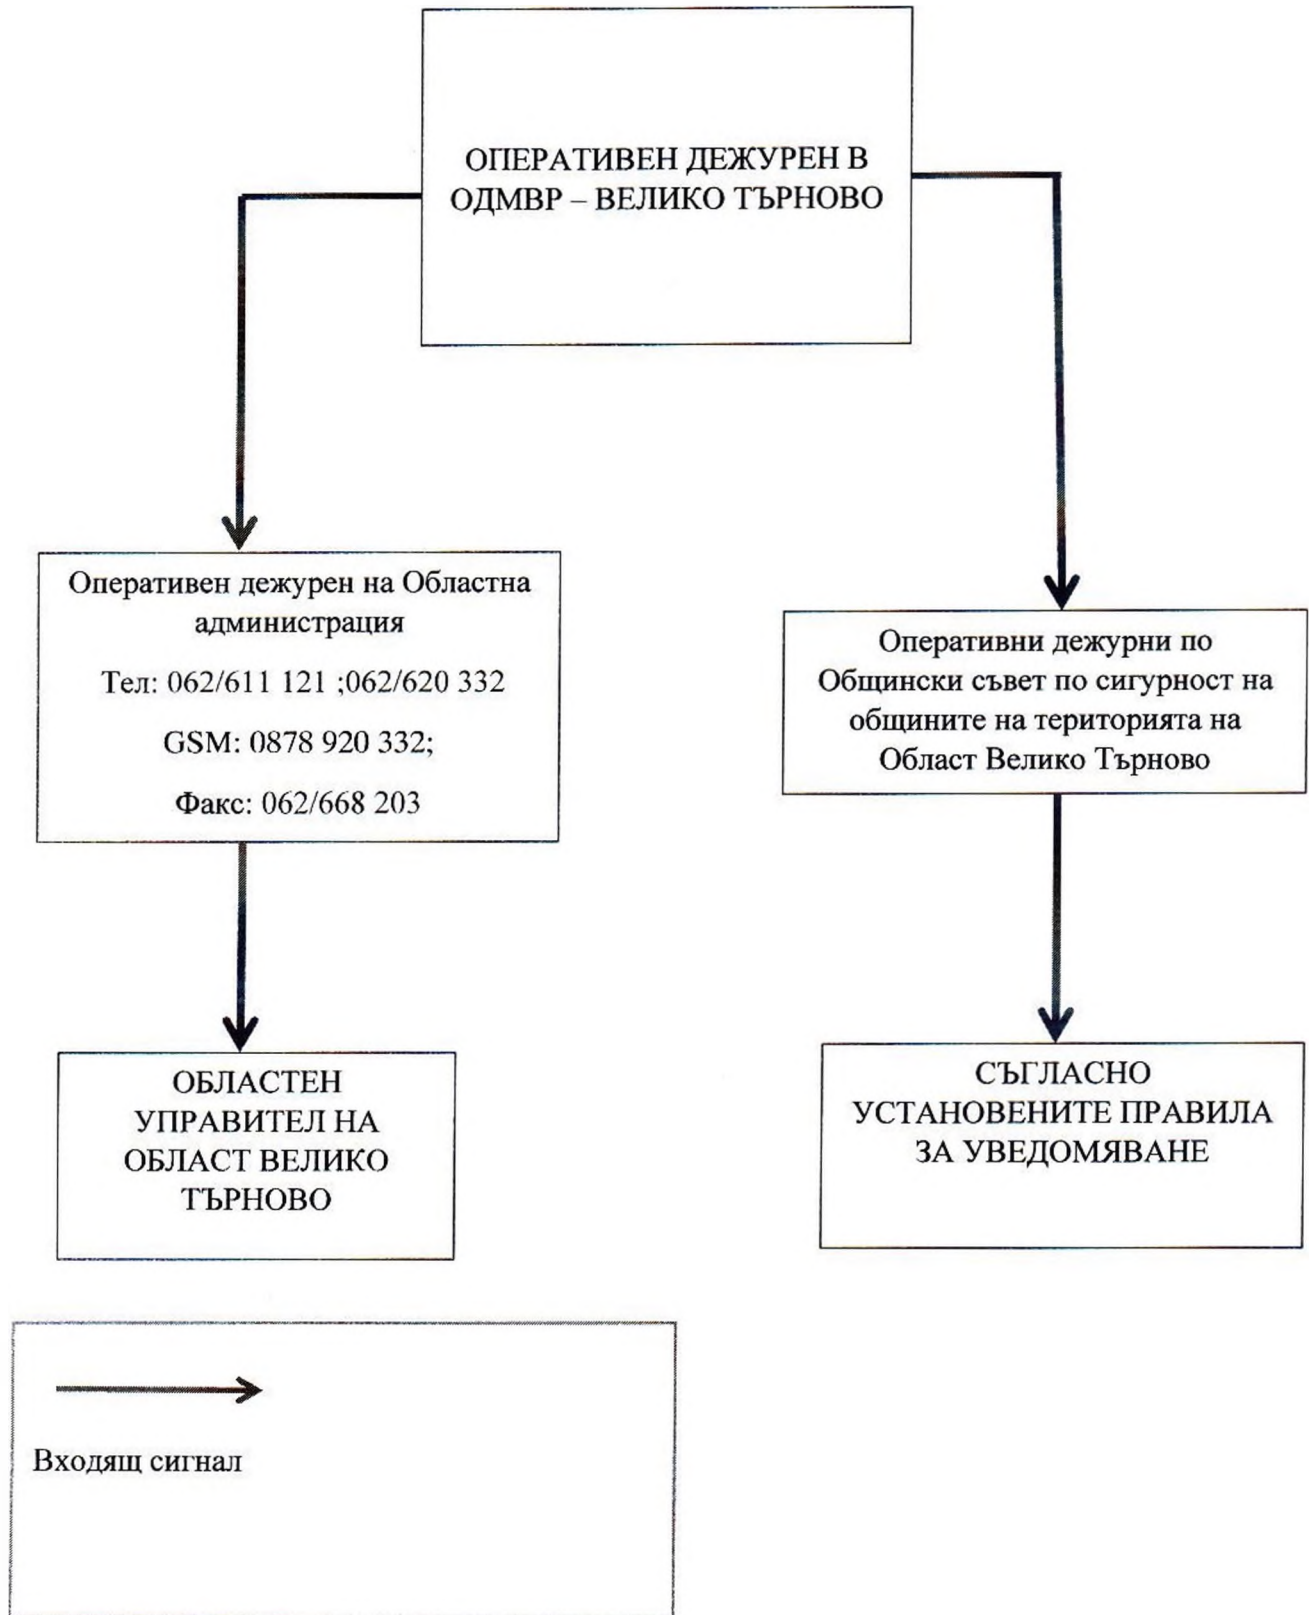 ОПЕРАТИВЕН ДЕЖУРЕН В
ОДМВР – ВЕЛИКО ТЪРНОВО
Оперативен дежурен на Областна
администрация
Тел: 062/611 121 ;062/620 332
GSM: 0878 920 332;
Факс: 062/668 203
Оперативни дежурни по
Общински съвет по сигурност на
общините на територията на
Област Велико Търново
ОБЛАСТЕН
УПРАВИТЕЛ НА
ОБЛАСТ ВЕЛИКО
ТЪРНОВО
СЪГЛАСНО
УСТАНОВЕНИТЕ ПРАВИЛА
ЗА УВЕДОМЯВАНЕ
Входящ сигнал